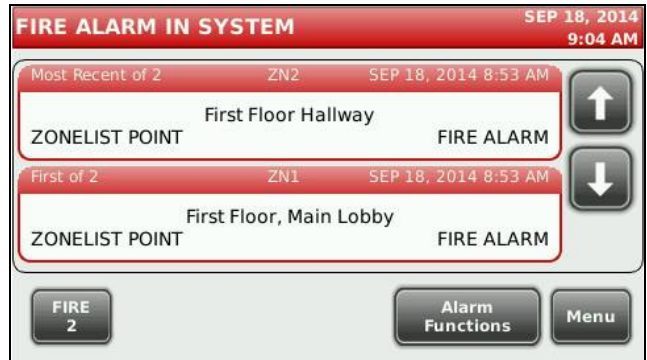 FIRE ALARM IN SYSTEM
SEP 18, 2014
9:04 AM
Most Recent of 2 ZN2 SEP 18, 2014 8:53 AM
First Floor Hallway
ZONELIST POINT FIRE ALARM
First of 2 ZN1 SEP 18, 2014 8:53 AM
First Floor, Main Lobby
ZONELIST POINT FIRE ALARM
FIRE
2
Alarm
Functions
Menu